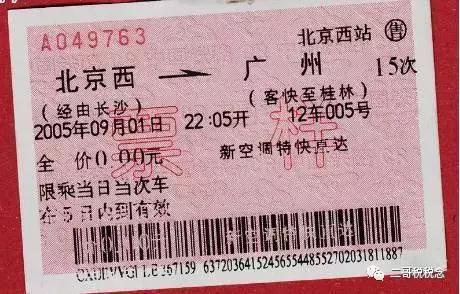 A049763
北京西站 售
北京西 → 广州 15次
(经由长沙) (客快至桂林)
2005年09月01日 22:05开 12车005号
全 价0.00元 新空调特快直达
限乘当日当次车
在5日内到有效
票样
6372036415245655448552702031811887
二哥税税念